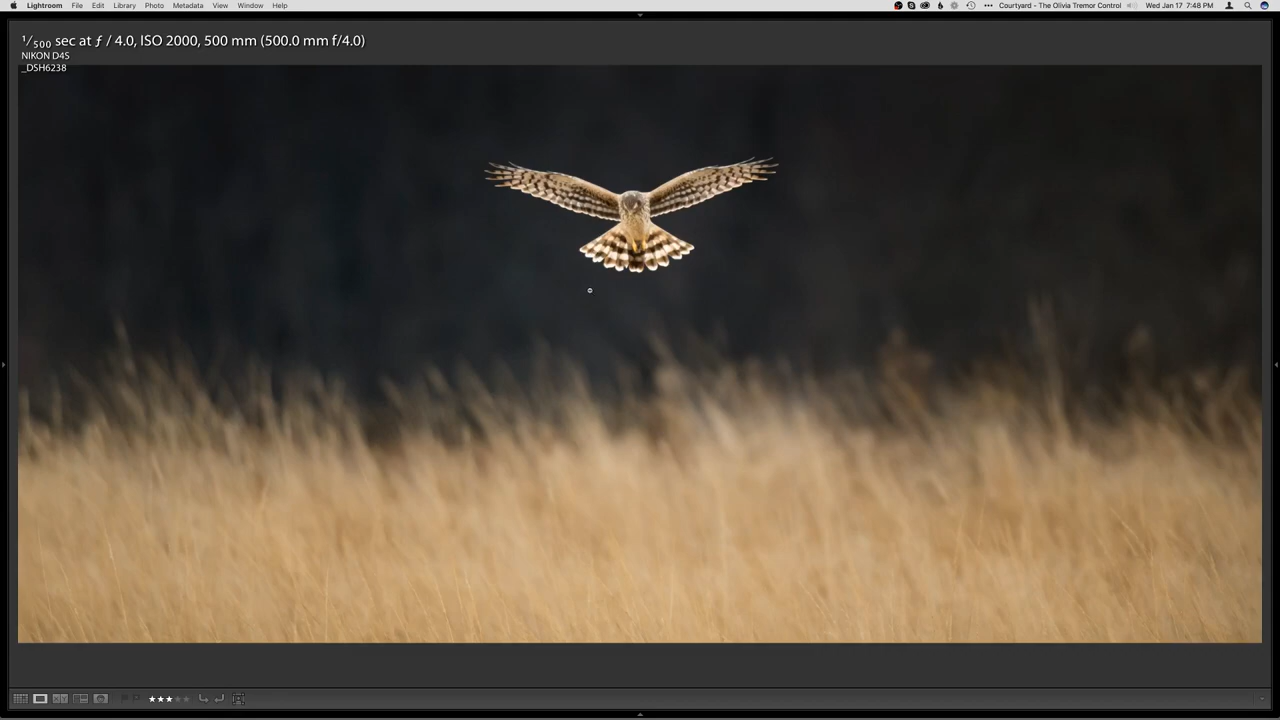 Lightroom File Edit Library Photo Metadata View Window Help Courtyard - The Olivia Tremor Control Wed Jan 17 7:48 PM
1/500 sec at ƒ / 4.0, ISO 2000, 500 mm (500.0 mm f/4.0)
NIKON D4S
_DSH6238
XY